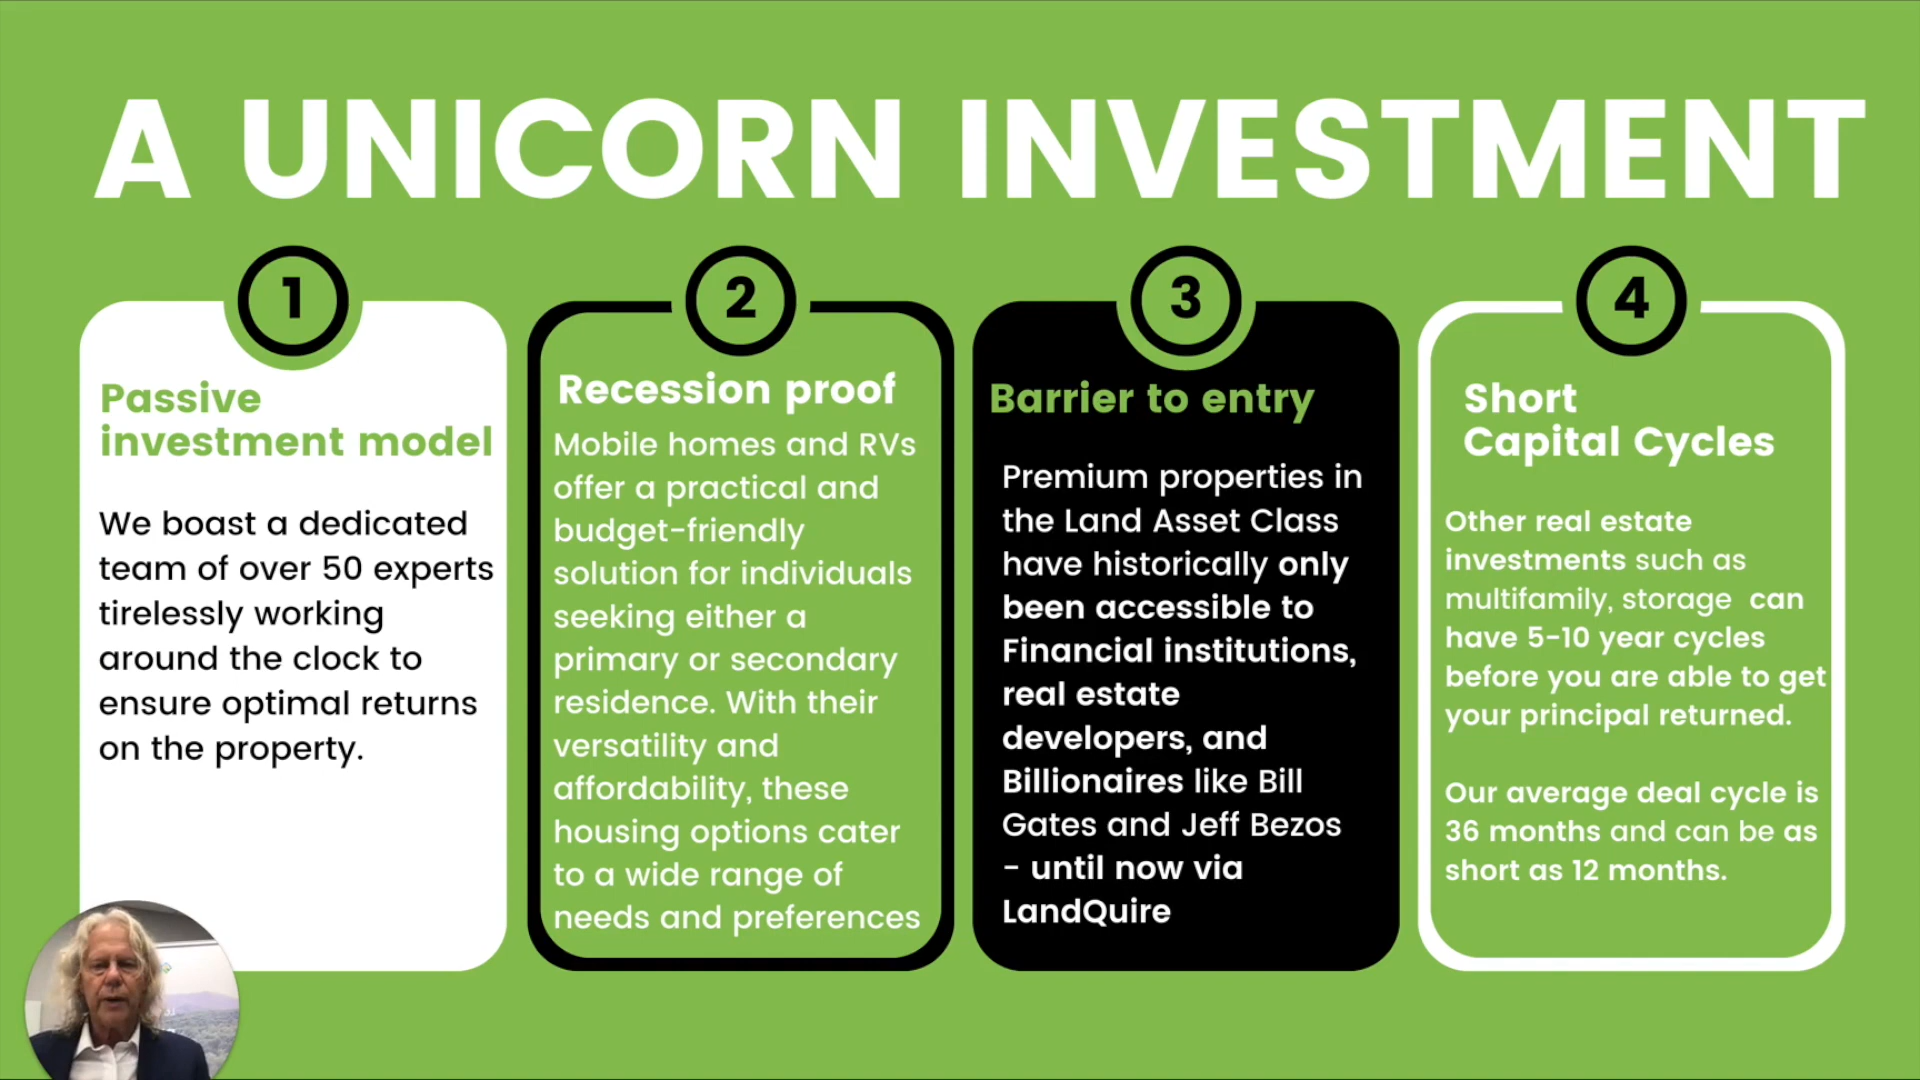 A UNICORN INVESTMENT
1
Passive
investment model
We boast a dedicated
team of over 50 experts
tirelessly working
around the clock to
ensure optimal returns
on the property.
2
Recession proof
Mobile homes and RVs
offer a practical and
budget-friendly
solution for individuals
seeking either a
primary or secondary
residence. With their
versatility and
affordability, these
housing options cater
to a wide range of
needs and preferences
3
Barrier to entry
Premium properties in
the Land Asset Class
have historically only
been accessible to
Financial institutions,
real estate
developers, and
Billionaires like Bill
Gates and Jeff Bezos
- until now via
LandQuire
4
Short
Capital Cycles
Other real estate
investments such as
multifamily, storage can
have 5-10 year cycles
before you are able to get
your principal returned.
Our average deal cycle is
36 months and can be as
short as 12 months.